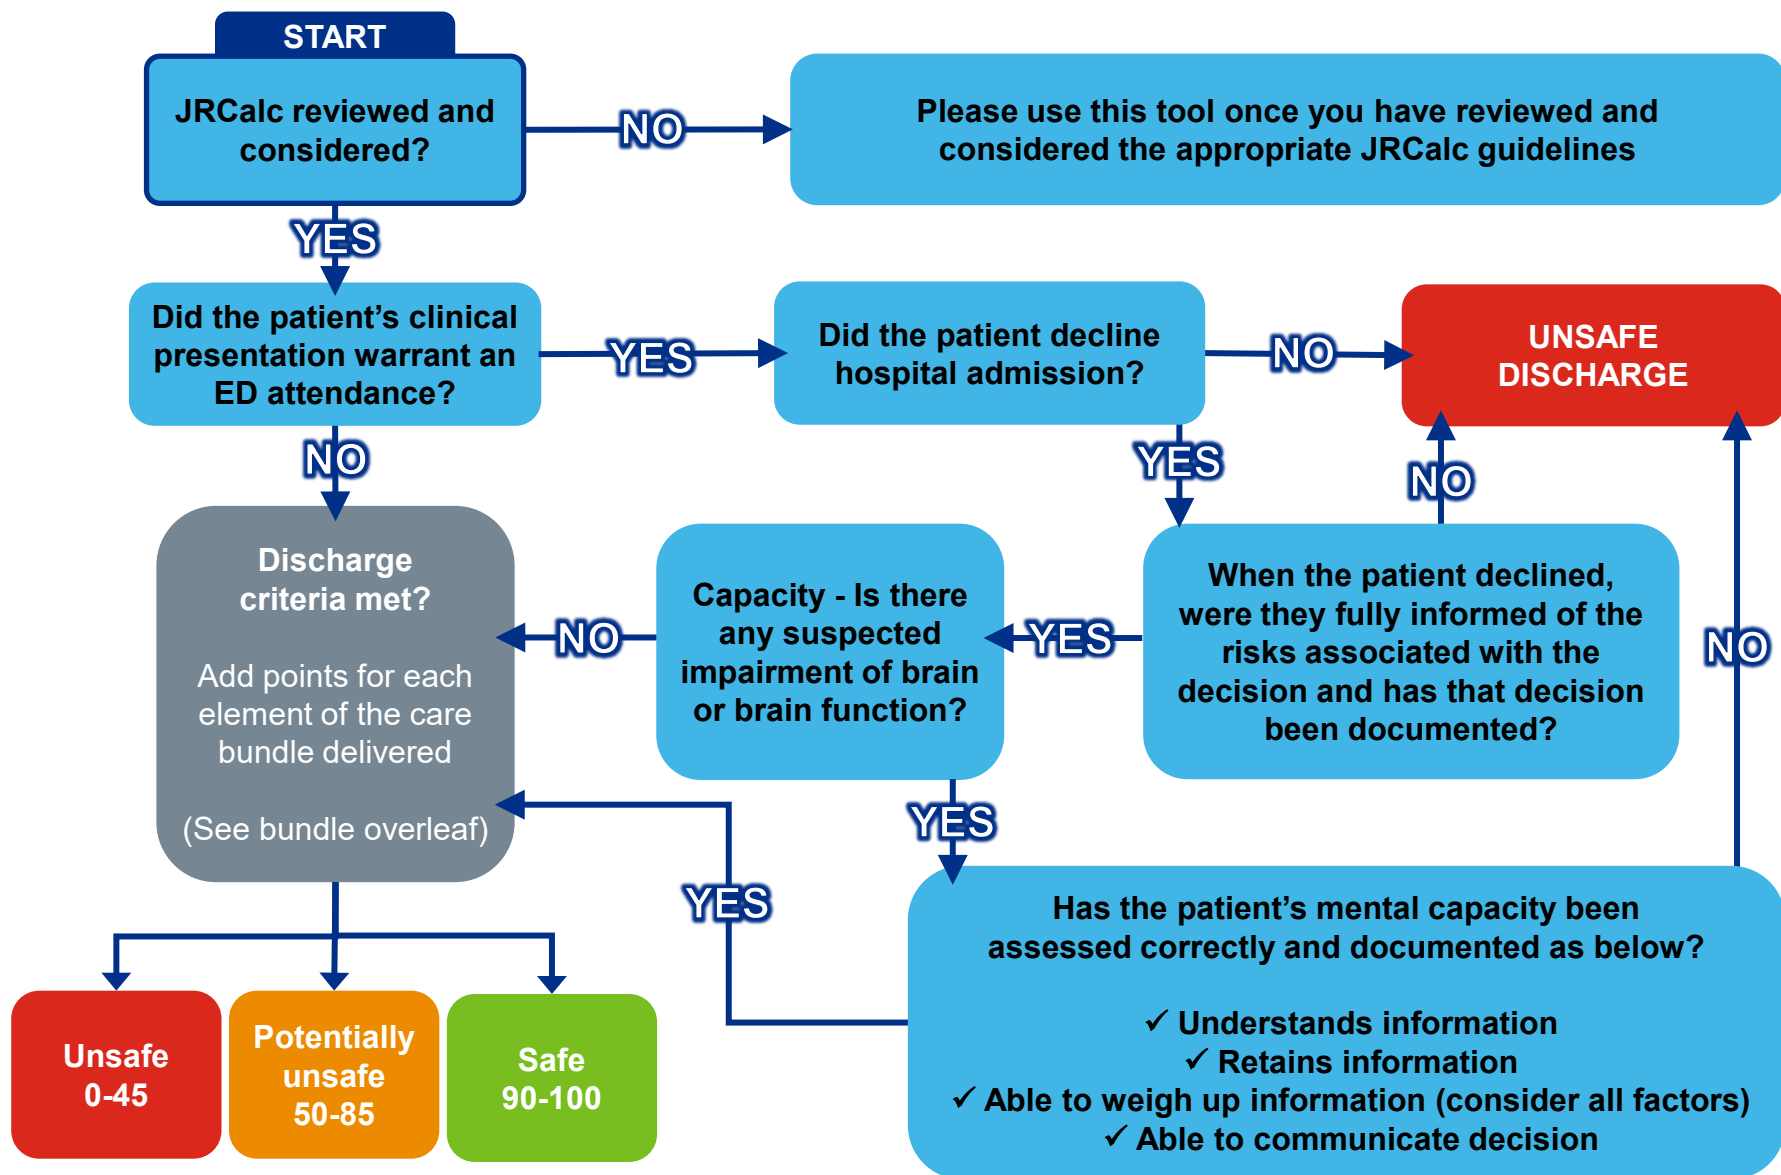 START
JRCalc reviewed and
considered?
NO
Please use this tool once you have reviewed and
considered the appropriate JRCalc guidelines
YES
Did the patient’s clinical
presentation warrant an
ED attendance?
YES
Did the patient decline
hospital admission?
NO
UNSAFE
DISCHARGE
NO
YES
NO
Discharge
criteria met?
Add points for each
element of the care
bundle delivered
(See bundle overleaf)
NO
Capacity - Is there
any suspected
impairment of brain
or brain function?
YES
When the patient declined,
were they fully informed of the
risks associated with the
decision and has that decision
been documented?
NO
YES
YES
Has the patient’s mental capacity been
assessed correctly and documented as below?
✓ Understands information
✓ Retains information
✓ Able to weigh up information (consider all factors)
✓ Able to communicate decision
Unsafe
0-45
Potentially
unsafe
50-85
Safe
90-100